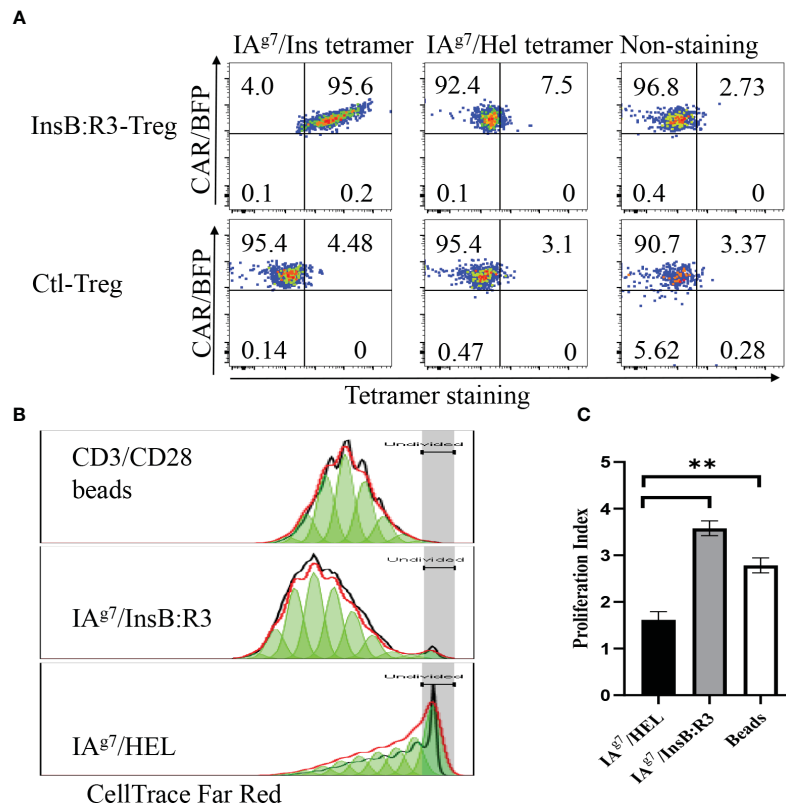 A
IAg7/Ins tetramer IAg7/Hel tetramer Non-staining
InsB:R3-Treg
CAR/BFP
4.0 95.6
0.1 0.2
92.4 7.5
0.1 0
96.8 2.73
0.4 0
Ctl-Treg
CAR/BFP
95.4 4.48
0.14 0
95.4 3.1
0.47 0
90.7 3.37
5.62 0.28
Tetramer staining
B
CD3/CD28
beads
Undivided
IAg7/InsB:R3
Undivided
IAg7/HEL
Undivided
CellTrace Far Red
C
**
Proliferation Index
5
4
3
2
1
0
IAg7/HEL
IAg7/InsB:R3
Beads